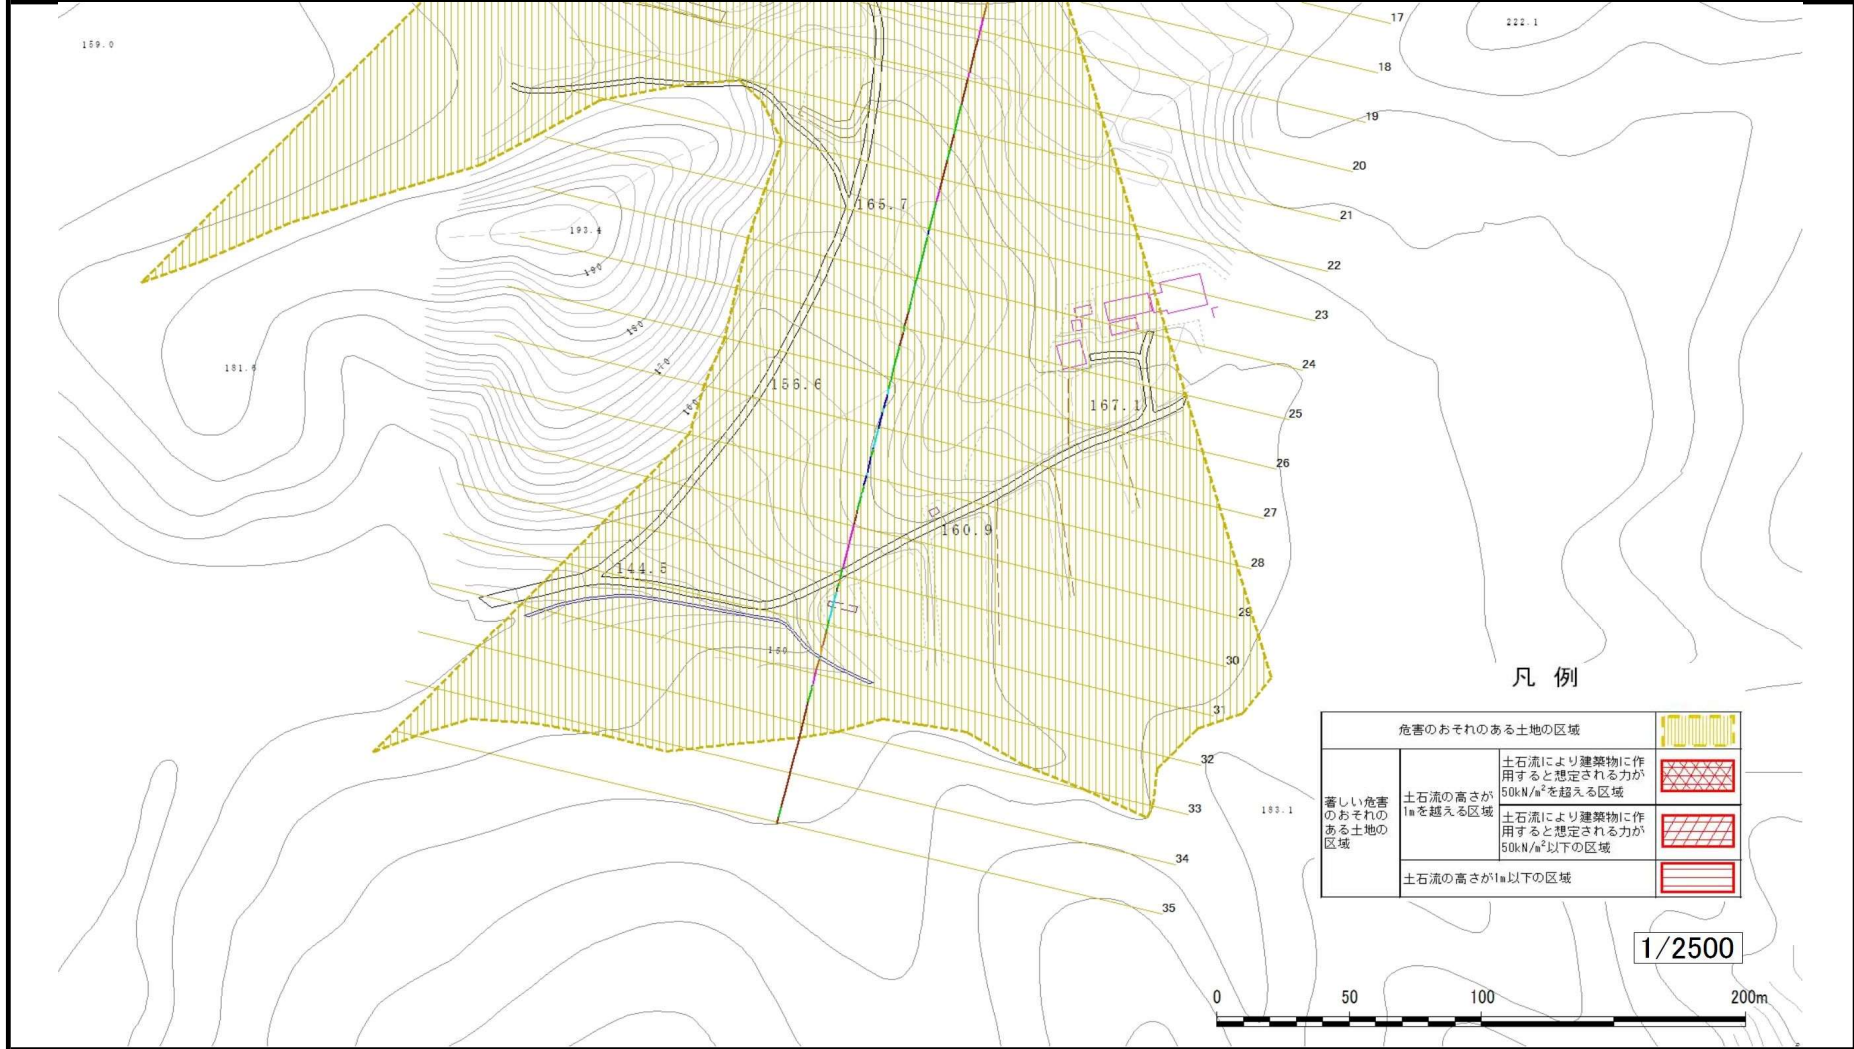 159.0
222.1
17
18
19
20
21
22
23
24
25
26
27
28
29
30
31
32
33
34
35
165.7
193.4
190
180
170
160
156.6
167.1
160.9
144.5
181.6
183.1
凡 例
危害のおそれのある土地の区域
著しい危害
のおそれの
ある土地の
区域
土石流の高さが
1mを越える区域
土石流により建築物に作
用すると想定される力が
50kN/m²を超える区域
土石流により建築物に作
用すると想定される力が
50kN/m²以下の区域
土石流の高さが1m以下の区域
1/2500
0 50 100 200m